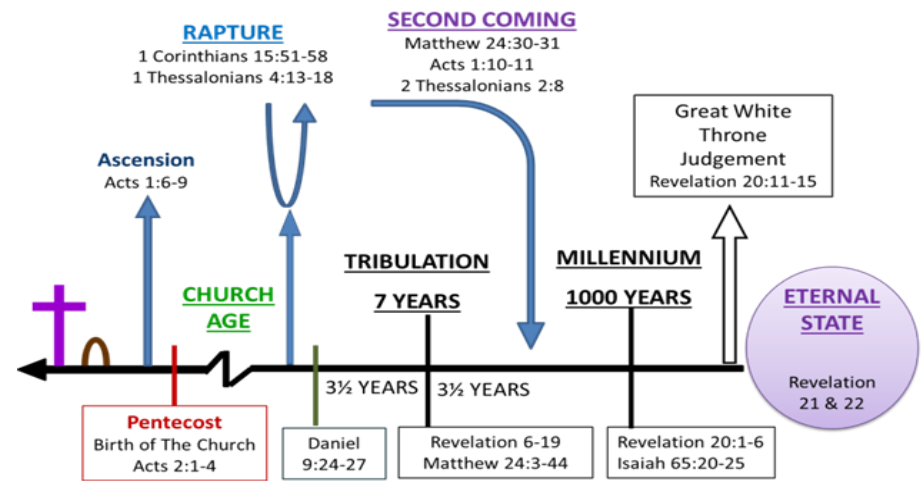 RAPTURE
1 Corinthians 15:51-58
1 Thessalonians 4:13-18
SECOND COMING
Matthew 24:30-31
Acts 1:10-11
2 Thessalonians 2:8
Great White
Throne
Judgement
Revelation 20:11-15
Ascension
Acts 1:6-9
CHURCH
AGE
TRIBULATION
7 YEARS
MILLENNIUM
1000 YEARS
ETERNAL
STATE
Revelation
21 & 22
3½ YEARS
3½ YEARS
Pentecost
Birth of The Church
Acts 2:1-4
Daniel
9:24-27
Revelation 6-19
Matthew 24:3-44
Revelation 20:1-6
Isaiah 65:20-25